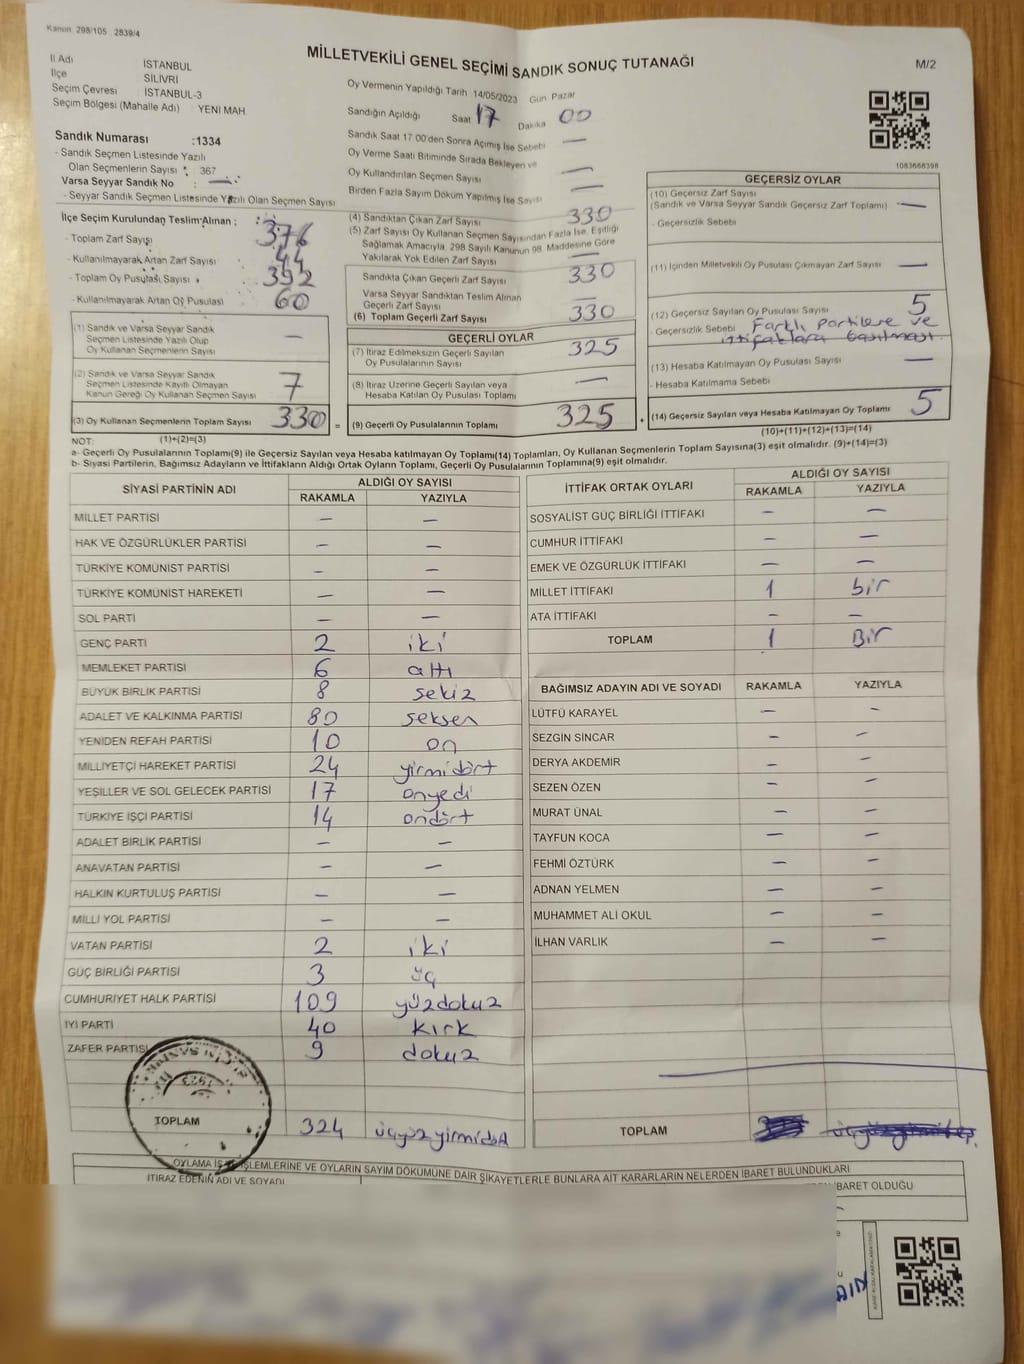 Kanun. 298/105 2839/4
MİLLETVEKİLİ GENEL SEÇİMİ SANDIK SONUÇ TUTANAĞI
M/2
İl Adı İSTANBUL
İlçe SİLİVRİ
Seçim Çevresi İSTANBUL-3
Seçim Bölgesi (Mahalle Adı) YENİ MAH
Sandık Numarası :1334
- Sandık Seçmen Listesinde Yazılı
Olan Seçmenlerin Sayısı : 367
Varsa Seyyar Sandık No : —
- Seyyar Sandık Seçmen Listesinde Yazılı Olan Seçmen Sayısı
İlçe Seçim Kurulundan Teslim Alınan ;
- Toplam Zarf Sayısı : 376
- Kullanılmayarak Artan Zarf Sayısı : 44
- Toplam Oy Pusulası Sayısı : 392
- Kullanılmayarak Artan Oy Pusulası 60
(1) Sandık ve Varsa Seyyar Sandık
Seçmen Listesinde Yazılı Olup
Oy Kullanan Seçmenlerin Sayısı —
(2) Sandık ve Varsa Seyyar Sandık
Seçmen Listesinde Kayıtlı Olmayan
Kanun Gereği Oy Kullanan Seçmen Sayısı 7
(3) Oy Kullanan Seçmenlerin Toplam Sayısı 330 =
(1)+(2)=(3)
Oy Vermenin Yapıldığı Tarih 14/05/2023 Gün Pazar
Sandığın Açıldığı Saat 17 Dakika 00
Sandık Saat 17:00'den Sonra Açılmış İse Sebebi —
Oy Verme Saati Bitiminde Sırada Bekleyen ve
Oy Kullandırılan Seçmen Sayısı —
Birden Fazla Sayım Döküm Yapılmış İse Sayısı —
(4) Sandıktan Çıkan Zarf Sayısı 330
(5) Zarf Sayısı Oy Kullanan Seçmen Sayısından Fazla İse, Eşitliği
Sağlamak Amacıyla, 298 Sayılı Kanunun 98. Maddesine Göre
Yakılarak Yok Edilen Zarf Sayısı —
Sandıkta Çıkan Geçerli Zarf Sayısı 330
Varsa Seyyar Sandıktan Teslim Alınan
Geçerli Zarf Sayısı —
(6) Toplam Geçerli Zarf Sayısı 330
GEÇERLİ OYLAR
(7) İtiraz Edilmeksizin Geçerli Sayılan
Oy Pusulalarının Sayısı 325
(8) İtiraz Üzerine Geçerli Sayılan veya
Hesaba Katılan Oy Pusulası Toplamı —
(9) Geçerli Oy Pusulalarının Toplamı 325 +
1083668398
GEÇERSİZ OYLAR
(10) Geçersiz Zarf Sayısı
(Sandık ve Varsa Seyyar Sandık Geçersiz Zarf Toplamı) —
- Geçersizlik Sebebi
(11) İçinden Milletvekili Oy Pusulası Çıkmayan Zarf Sayısı —
(12) Geçersiz Sayılan Oy Pusulası Sayısı 5
- Geçersizlik Sebebi Farklı partilere ve
ittifaklara basılması.
(13) Hesaba Katılmayan Oy Pusulası Sayısı —
- Hesaba Katılmama Sebebi
(14) Geçersiz Sayılan veya Hesaba Katılmayan Oy Toplamı 5
(10)+(11)+(12)+(13)=(14)
NOT:
a- Geçerli Oy Pusulalarının Toplamı(9) ile Geçersiz Sayılan veya Hesaba katılmayan Oy Toplamı(14) Toplamları, Oy Kullanan Seçmenlerin Toplam Sayısına(3) eşit olmalıdır. (9)+(14)=(3)
b- Siyasi Partilerin, Bağımsız Adayların ve İttifakların Aldığı Ortak Oyların Toplamı, Geçerli Oy Pusulalarının Toplamına(9) eşit olmalıdır.
SİYASİ PARTİNİN ADI ALDIĞI OY SAYISI
RAKAMLA YAZIYLA
MİLLET PARTİSİ — —
HAK VE ÖZGÜRLÜKLER PARTİSİ — —
TÜRKİYE KOMÜNİST PARTİSİ — —
TÜRKİYE KOMÜNİST HAREKETİ — —
SOL PARTİ — —
GENÇ PARTİ 2 iki
MEMLEKET PARTİSİ 6 altı
BÜYÜK BİRLİK PARTİSİ 8 sekiz
ADALET VE KALKINMA PARTİSİ 80 seksen
YENİDEN REFAH PARTİSİ 10 on
MİLLİYETÇİ HAREKET PARTİSİ 24 yirmidört
YEŞİLLER VE SOL GELECEK PARTİSİ 17 onyedi
TÜRKİYE İŞÇİ PARTİSİ 14 ondört
ADALET BİRLİK PARTİSİ — —
ANAVATAN PARTİSİ — —
HALKIN KURTULUŞ PARTİSİ — —
MİLLİ YOL PARTİSİ — —
VATAN PARTİSİ 2 iki
GÜÇ BİRLİĞİ PARTİSİ 3 üç
CUMHURİYET HALK PARTİSİ 109 yüzdokuz
İYİ PARTİ 40 kırk
ZAFER PARTİSİ 9 dokuz
TOPLAM 324 üçyüzyirmidört
İTTİFAK ORTAK OYLARI ALDIĞI OY SAYISI
RAKAMLA YAZIYLA
SOSYALİST GÜÇ BİRLİĞİ İTTİFAKI — —
CUMHUR İTTİFAKI — —
EMEK VE ÖZGÜRLÜK İTTİFAKI — —
MİLLET İTTİFAKI 1 bir
ATA İTTİFAKI — —
TOPLAM 1 Bir
BAĞIMSIZ ADAYIN ADI VE SOYADI RAKAMLA YAZIYLA
LÜTFÜ KARAYEL — —
SEZGİN SİNCAR — —
DERYA AKDEMİR — —
SEZEN ÖZEN — —
MURAT ÜNAL — —
TAYFUN KOCA — —
FEHMİ ÖZTÜRK — —
ADNAN YELMEN — —
MUHAMMET ALİ OKUL — —
İLHAN VARLIK — —
TOPLAM
OYLAMA İŞLEMLERİNE VE OYLARIN SAYIM DÖKÜMÜNE DAİR ŞİKAYETLERLE BUNLARA AİT KARARLARIN NELERDEN İBARET BULUNDUKLARI
İTİRAZ EDENİN ADI VE SOYADI
İBARET OLDUĞU